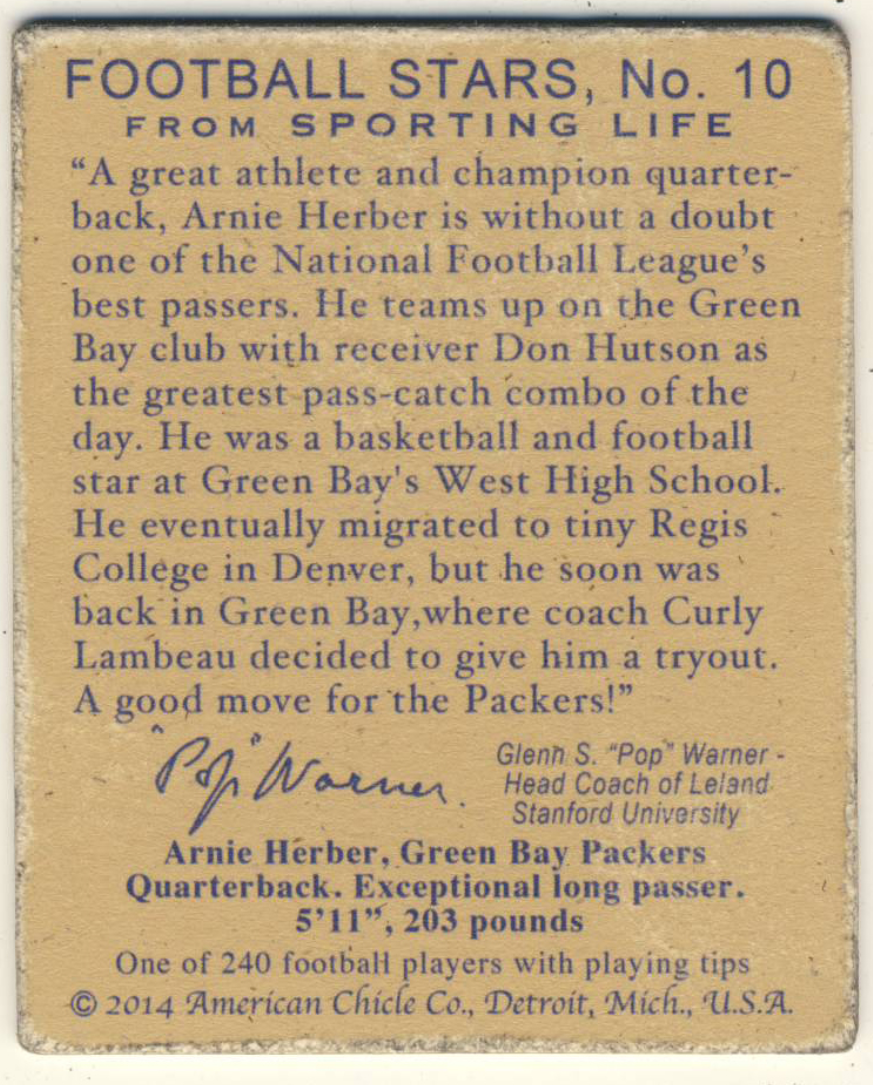 FOOTBALL STARS, No. 10
FROM SPORTING LIFE
“A great athlete and champion quarter-
back, Arnie Herber is without a doubt
one of the National Football League’s
best passers. He teams up on the Green
Bay club with receiver Don Hutson as
the greatest pass-catch combo of the
day. He was a basketball and football
star at Green Bay's West High School.
He eventually migrated to tiny Regis
College in Denver, but he soon was
back in Green Bay,where coach Curly
Lambeau decided to give him a tryout.
A good move for the Packers!”
"Pop" Warner.
Glenn S. “Pop” Warner -
Head Coach of Leland
Stanford University
Arnie Herber, Green Bay Packers
Quarterback. Exceptional long passer.
5’11”, 203 pounds
One of 240 football players with playing tips
© 2014 American Chicle Co., Detroit, Mich., U.S.A.